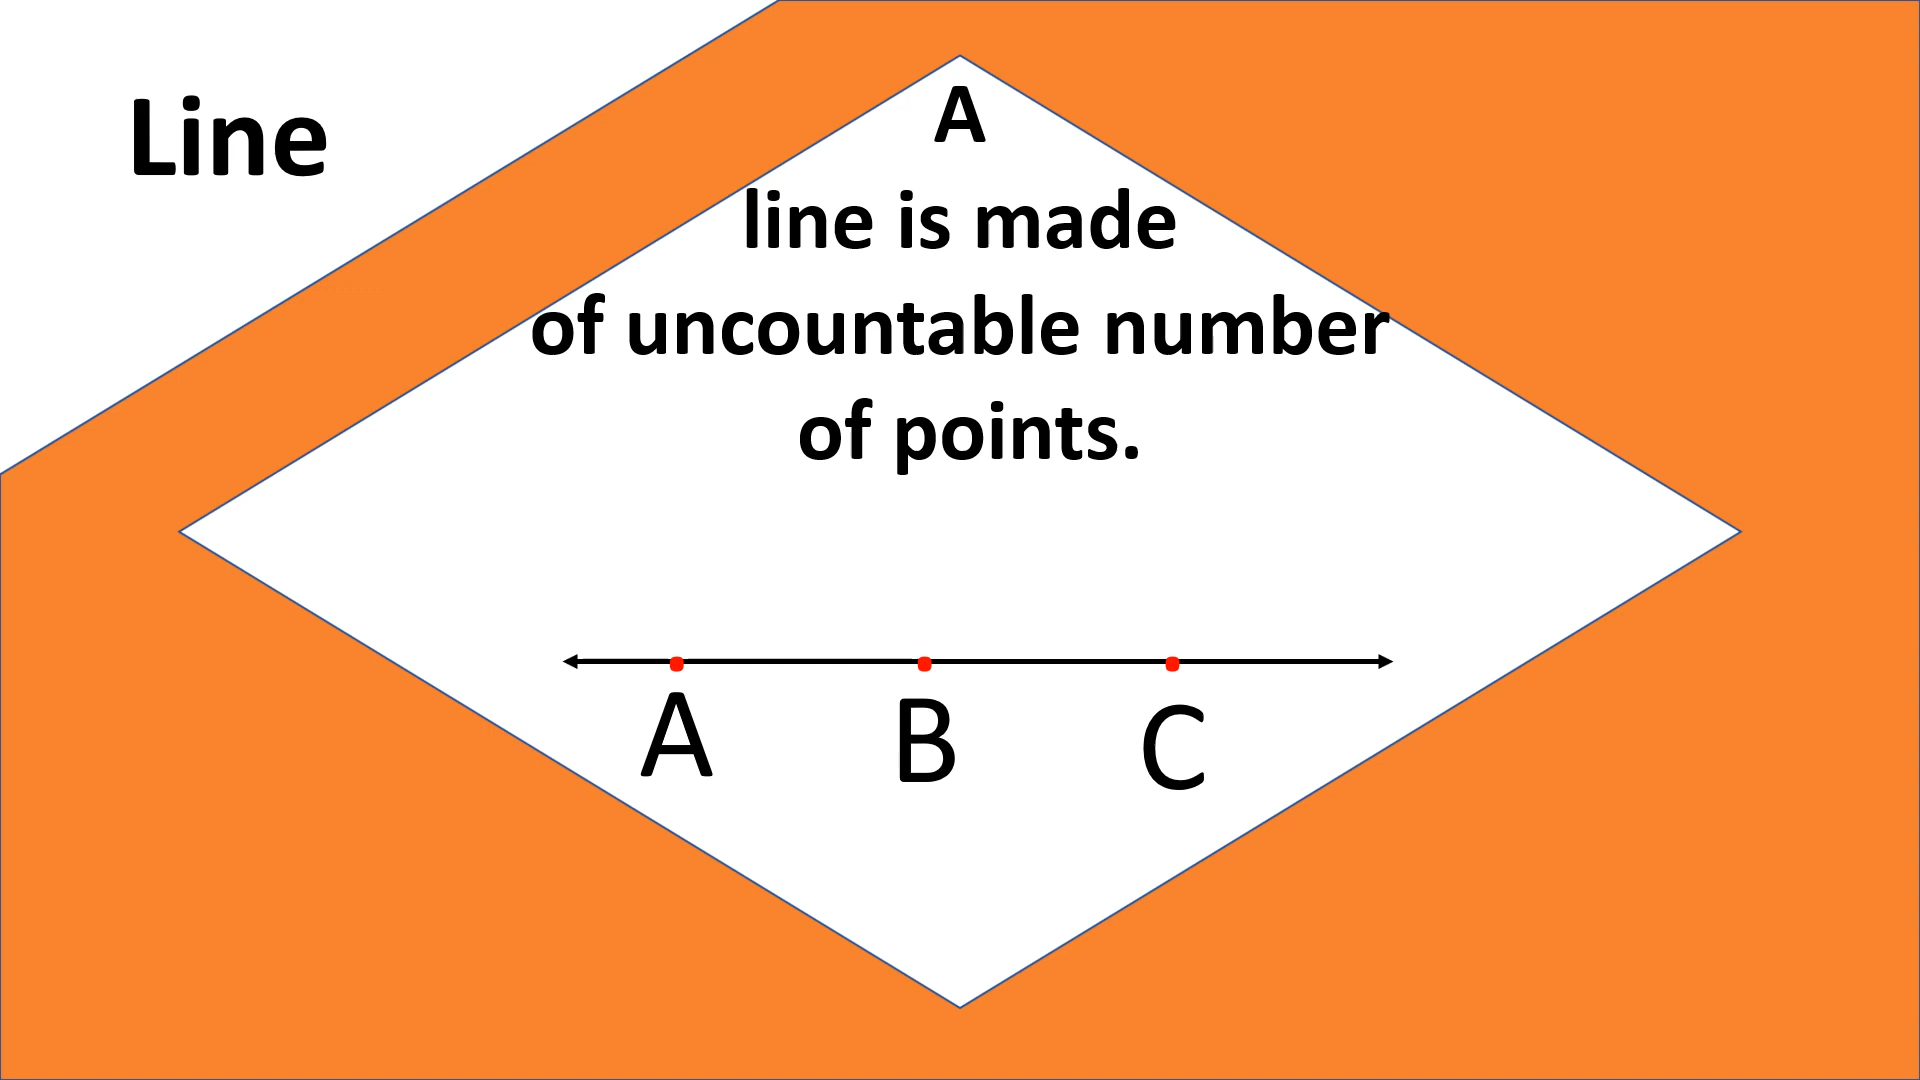 Line
A
line is made
of uncountable number
of points.
A B C